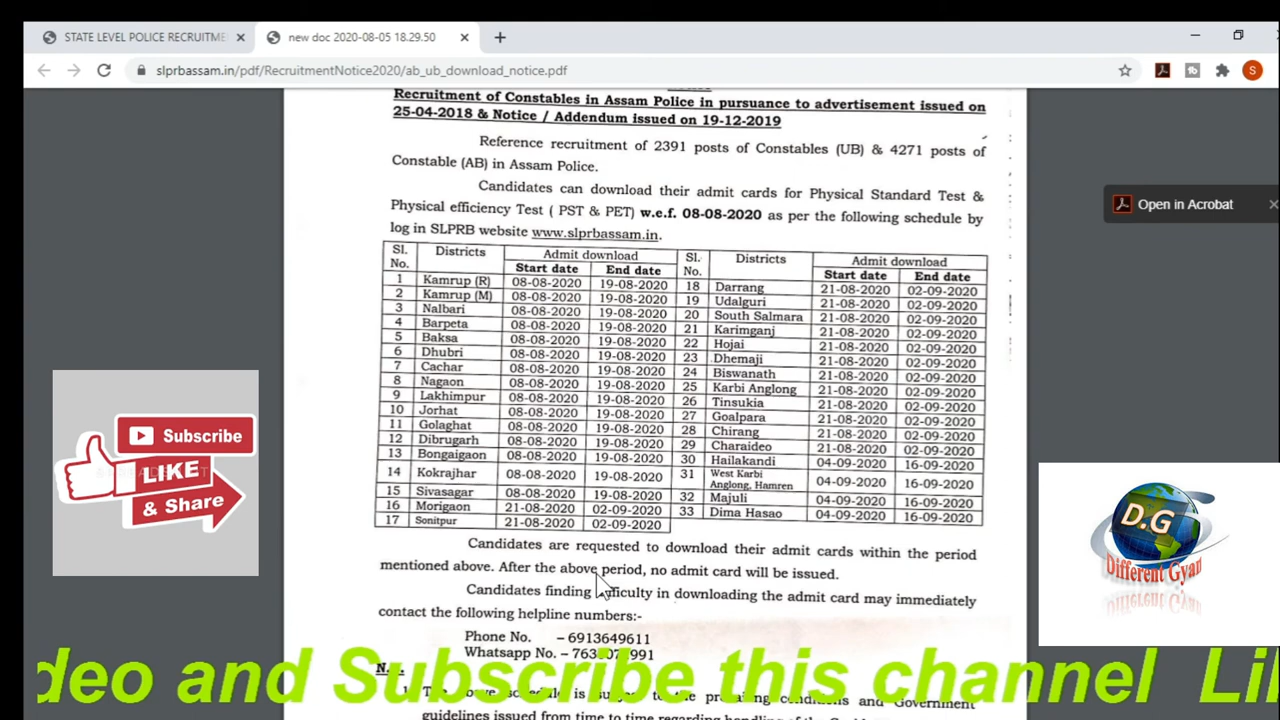 STATE LEVEL POLICE RECRUITME
new doc 2020-08-05 18.29.50
slprbassam.in/pdf/RecruitmentNotice2020/ab_ub_download_notice.pdf
S
Open in Acrobat
Recruitment of Constables in Assam Police in pursuance to advertisement issued on
25-04-2018 & Notice / Addendum issued on 19-12-2019
Reference recruitment of 2391 posts of Constables (UB) & 4271 posts of
Constable (AB) in Assam Police.
Candidates can download their admit cards for Physical Standard Test &
Physical efficiency Test ( PST & PET) w.e.f. 08-08-2020 as per the following schedule by
log in SLPRB website www.slprbassam.in.
Sl. No. Districts Admit download Sl. No. Districts Admit download
Start date End date Start date End date
1 Kamrup (R) 08-08-2020 19-08-2020 18 Darrang 21-08-2020 02-09-2020
2 Kamrup (M) 08-08-2020 19-08-2020 19 Udalguri 21-08-2020 02-09-2020
3 Nalbari 08-08-2020 19-08-2020 20 South Salmara 21-08-2020 02-09-2020
4 Barpeta 08-08-2020 19-08-2020 21 Karimganj 21-08-2020 02-09-2020
5 Baksa 08-08-2020 19-08-2020 22 Hojai 21-08-2020 02-09-2020
6 Dhubri 08-08-2020 19-08-2020 23 Dhemaji 21-08-2020 02-09-2020
7 Cachar 08-08-2020 19-08-2020 24 Biswanath 21-08-2020 02-09-2020
8 Nagaon 08-08-2020 19-08-2020 25 Karbi Anglong 21-08-2020 02-09-2020
9 Lakhimpur 08-08-2020 19-08-2020 26 Tinsukia 21-08-2020 02-09-2020
10 Jorhat 08-08-2020 19-08-2020 27 Goalpara 21-08-2020 02-09-2020
11 Golaghat 08-08-2020 19-08-2020 28 Chirang 21-08-2020 02-09-2020
12 Dibrugarh 08-08-2020 19-08-2020 29 Charaideo 21-08-2020 02-09-2020
13 Bongaigaon 08-08-2020 19-08-2020 30 Hailakandi 04-09-2020 16-09-2020
14 Kokrajhar 08-08-2020 19-08-2020 31 West Karbi Anglong, Hamren 04-09-2020 16-09-2020
15 Sivasagar 08-08-2020 19-08-2020 32 Majuli 04-09-2020 16-09-2020
16 Morigaon 21-08-2020 02-09-2020 33 Dima Hasao 04-09-2020 16-09-2020
17 Sonitpur 21-08-2020 02-09-2020
Candidates are requested to download their admit cards within the period
mentioned above. After the above period, no admit card will be issued.
Candidates finding difficulty in downloading the admit card may immediately
contact the following helpline numbers:-
Phone No. – 6913649611
Whatsapp No. –
Subscribe
LIKE
& Share
D.G
Different Gyan
deo and Subscribe this channel Li
guidelines issued from time to time regarding handling of the